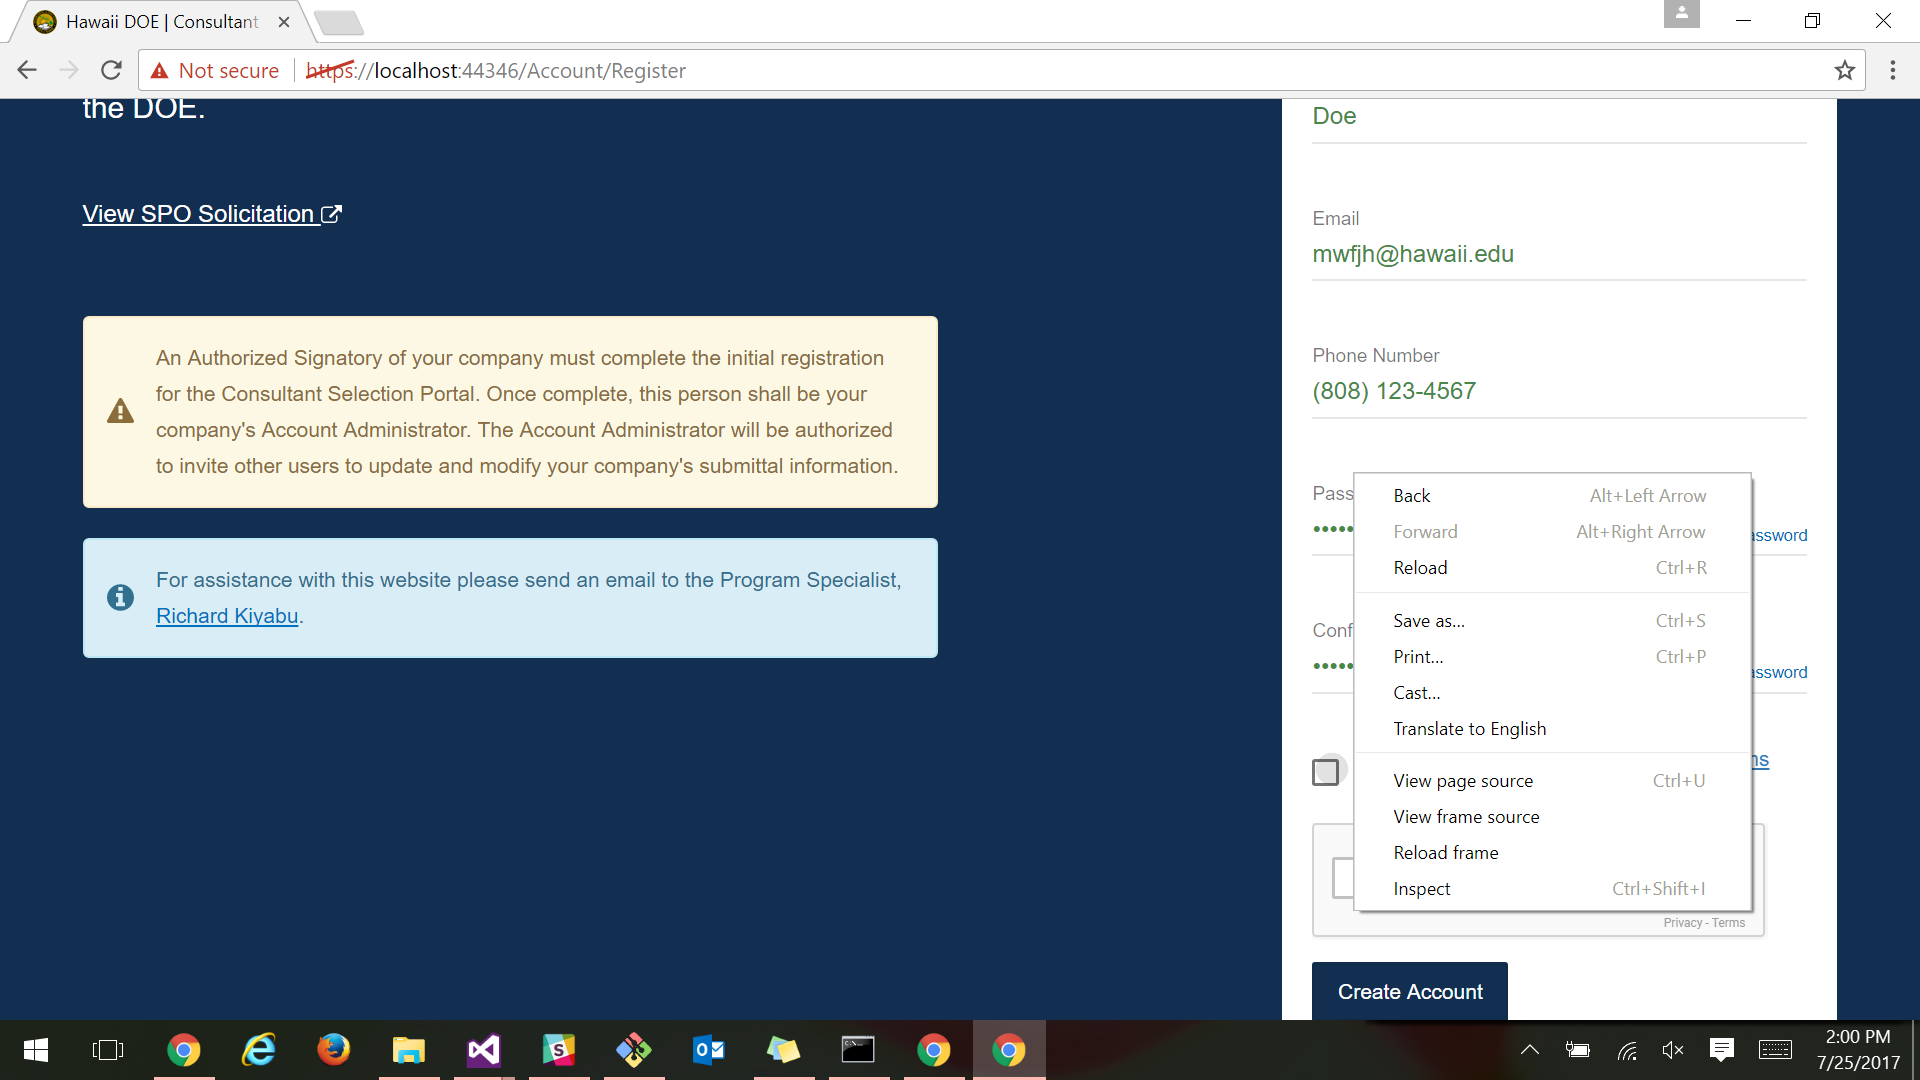 Hawaii DOE | Consultant
Not secure
https://localhost:44346/Account/Register
the DOE.
View SPO Solicitation
An Authorized Signatory of your company must complete the initial registration
for the Consultant Selection Portal. Once complete, this person shall be your
company's Account Administrator. The Account Administrator will be authorized
to invite other users to update and modify your company's submittal information.
For assistance with this website please send an email to the Program Specialist,
Richard Kiyabu.
Doe
Email
mwfjh@hawaii.edu
Phone Number
(808) 123-4567
Pass
assword
Conf
assword
ns
Back Alt+Left Arrow
Forward Alt+Right Arrow
Reload Ctrl+R
Save as... Ctrl+S
Print... Ctrl+P
Cast...
Translate to English
View page source Ctrl+U
View frame source
Reload frame
Inspect Ctrl+Shift+I
Privacy - Terms
Create Account
2:00 PM
7/25/2017